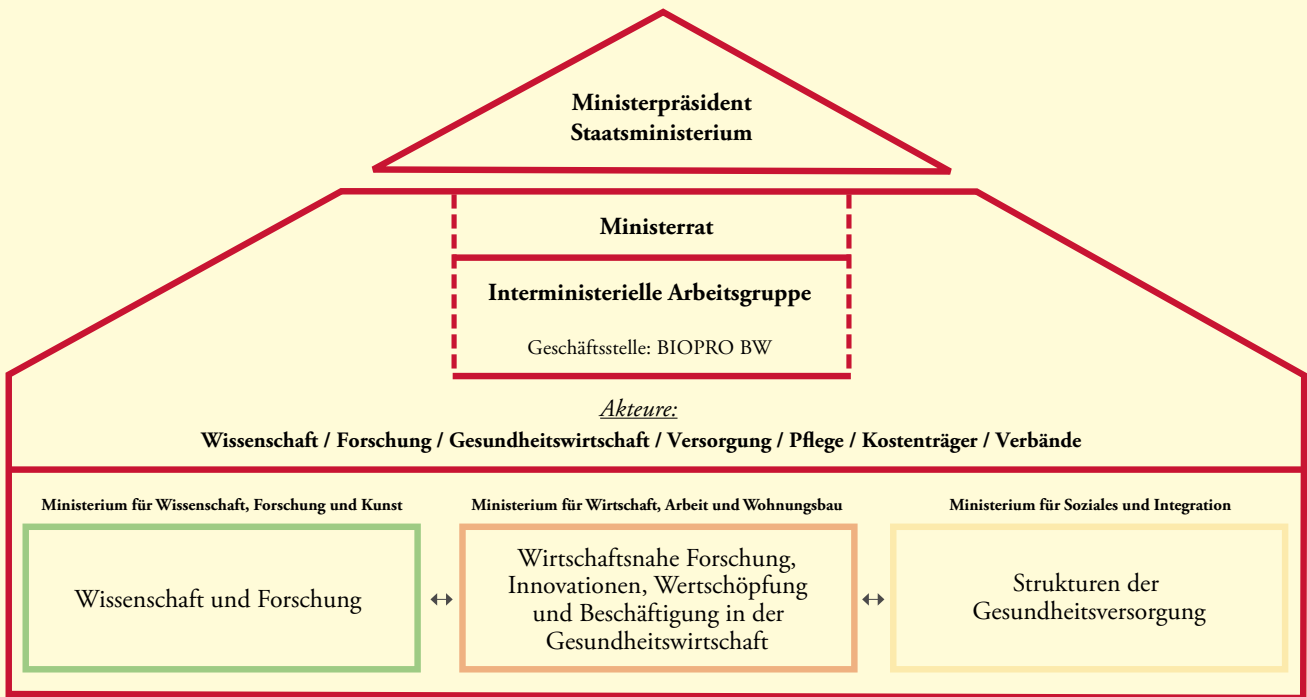 Ministerpräsident
Staatsministerium
Ministerrat
Interministerielle Arbeitsgruppe
Geschäftsstelle: BIOPRO BW
Akteure:
Wissenschaft / Forschung / Gesundheitswirtschaft / Versorgung / Pflege / Kostenträger / Verbände
Ministerium für Wissenschaft, Forschung und Kunst
Wissenschaft und Forschung
Ministerium für Wirtschaft, Arbeit und Wohnungsbau
Wirtschaftsnahe Forschung,
Innovationen, Wertschöpfung
und Beschäftigung in der
Gesundheitswirtschaft
Ministerium für Soziales und Integration
Strukturen der
Gesundheitsversorgung